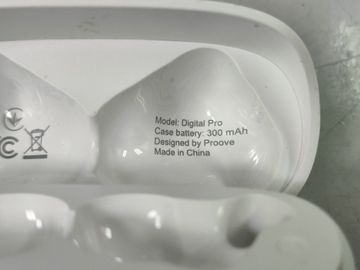 Model: Digital Pro
Case battery: 300 mAh
Designed by Proove
Made in China